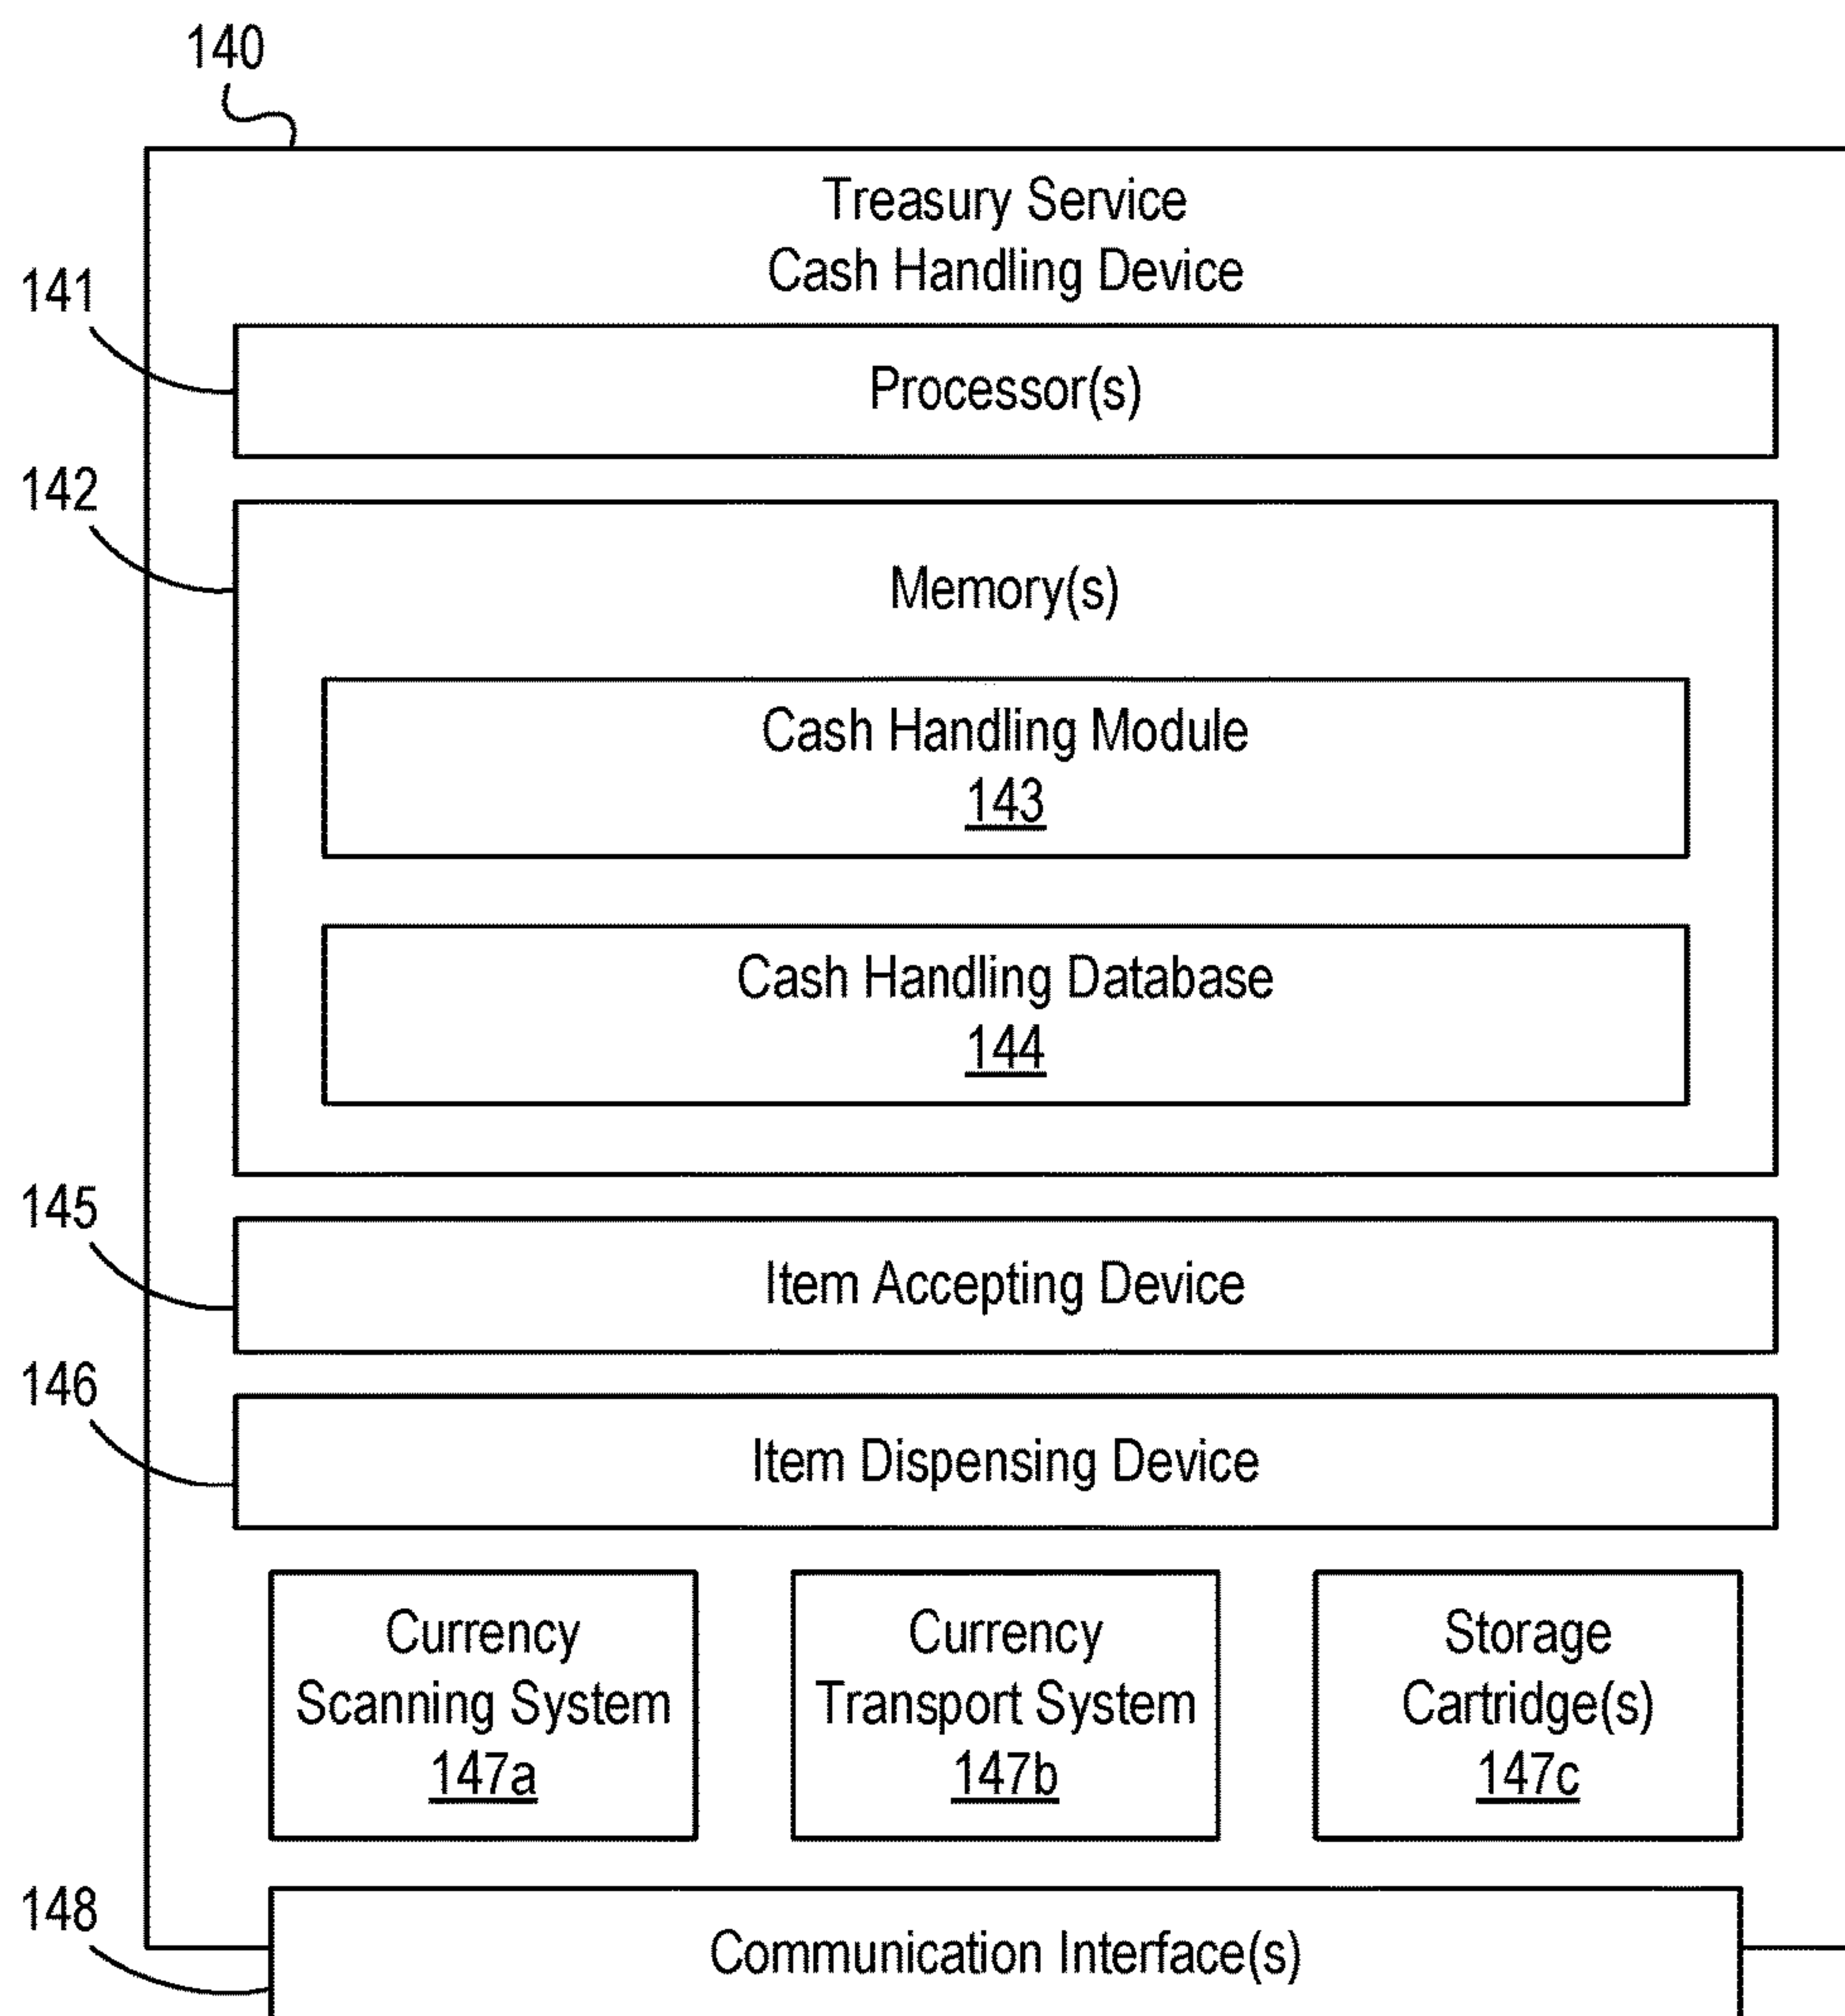 140
Treasury Service
Cash Handling Device
141
Processor(s)
142
Memory(s)
Cash Handling Module
143
Cash Handling Database
144
145
Item Accepting Device
146
Item Dispensing Device
Currency
Scanning System
147a
Currency
Transport System
147b
Storage
Cartridge(s)
147c
148
Communication Interface(s)